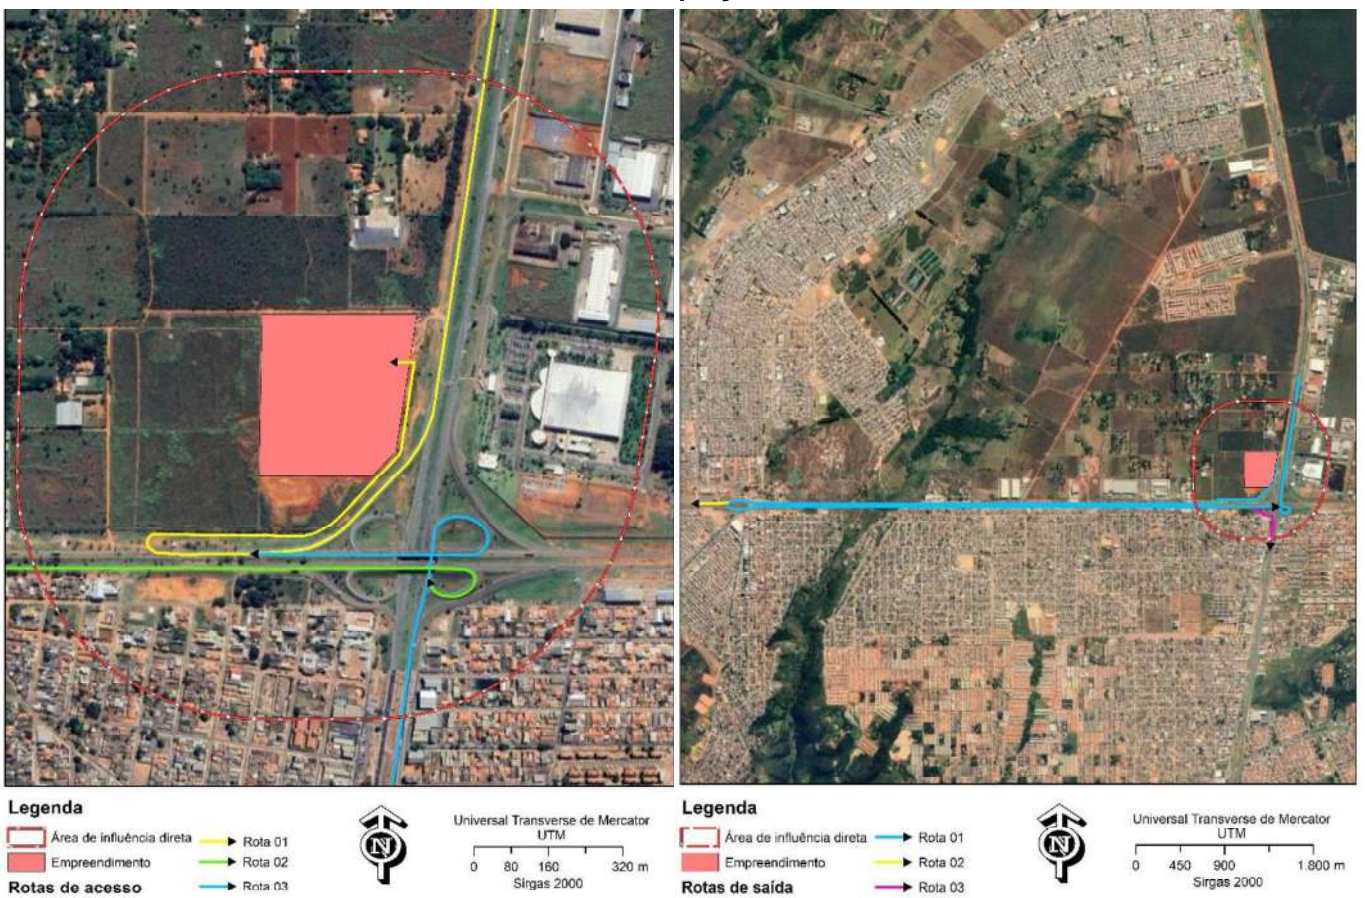 Legenda
Área de influência direta
Empreendimento
Rotas de acesso
Rota 01
Rota 02
Rota 03
N
Universal Transverse de Mercator
UTM
0 80 160 320 m
Sirgas 2000
Legenda
Área de influência direta
Empreendimento
Rotas de saída
Rota 01
Rota 02
Rota 03
N
Universal Transverse de Mercator
UTM
0 450 900 1.800 m
Sirgas 2000